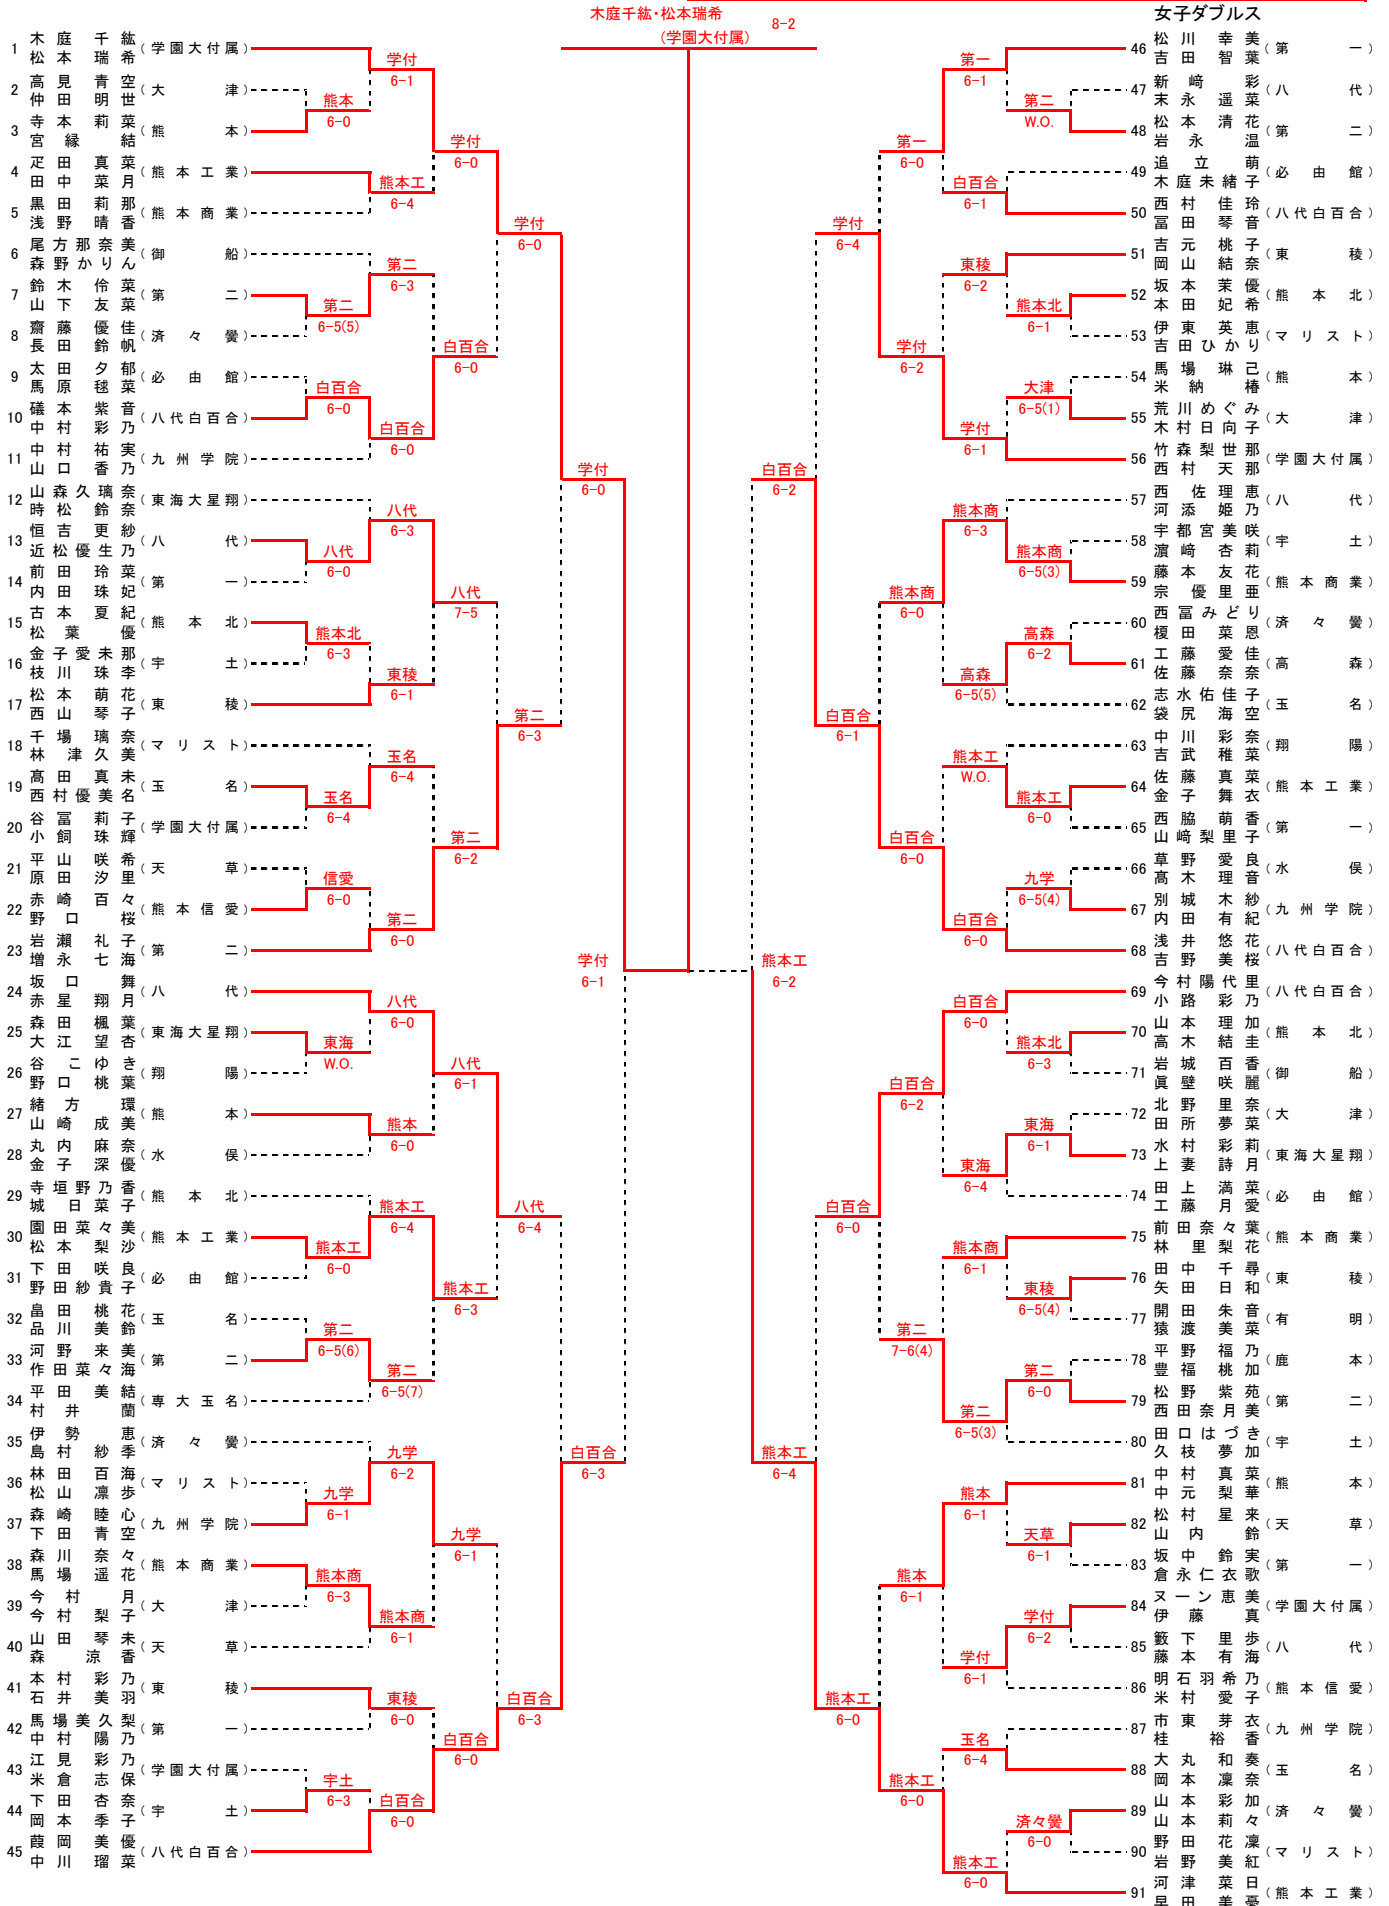 木庭千紘・松本瑞希
8-2
(学園大付属)
女子ダブルス
1 木庭千紘 松本瑞希 (学園大付属)
2 高見青空 仲田明世 (大津)
3 寺本莉菜 宮縁結 (熊本)
4 疋田真菜 田中菜月 (熊本工業)
5 黒田莉那 浅野晴香 (熊本商業)
6 尾方那奈美 森野かりん (御船)
7 鈴木伶菜 山下友菜 (第二)
8 齋藤優佳 長田鈴帆 (済々黌)
9 太田夕郁 馬原毬菜 (必由館)
10 礒本紫音 中村彩乃 (八代白百合)
11 中村祐実 山口香乃 (九州学院)
12 山森久璃奈 時松鈴奈 (東海大星翔)
13 恒吉更紗 近松優生乃 (八代)
14 前田玲菜 内田珠妃 (第一)
15 古本夏紀 松葉優 (熊本北)
16 金子愛未那 枝川珠李 (宇土)
17 松本萌花 西山琴子 (東稜)
18 千場璃奈 林津久美 (マリスト)
19 髙田真未 西村優美名 (玉名)
20 谷冨莉子 小飼珠輝 (学園大付属)
21 平山咲希 原田汐里 (天草)
22 赤崎百々 野口桜 (熊本信愛)
23 岩瀬礼子 増永七海 (第二)
24 坂口舞 赤星翔月 (八代)
25 森田楓葉 大江望杏 (東海大星翔)
26 谷こゆき 野口桃葉 (翔陽)
27 緒方環 山崎成美 (熊本)
28 丸内麻奈 金子深優 (水俣)
29 寺垣野乃香 城日菜子 (熊本北)
30 園田菜々美 松本梨沙 (熊本工業)
31 下田咲良 野田紗貴子 (必由館)
32 畠田桃花 品川美鈴 (玉名)
33 河野来美 作田菜々海 (第二)
34 平田美結 村井蘭 (専大玉名)
35 伊勢恵 島村紗季 (済々黌)
36 林田百海 松山凛歩 (マリスト)
37 森崎睦心 下田青空 (九州学院)
38 森川奈々 馬場遥花 (熊本商業)
39 今村月 今村梨子 (大津)
40 山田琴未 森涼香 (天草)
41 本村彩乃 石井美羽 (東稜)
42 馬場美久梨 中村陽乃 (第一)
43 江見彩乃 米倉志保 (学園大付属)
44 下田杏奈 岡本季子 (宇土)
45 葭岡美優 中川瑠菜 (八代白百合)
熊本 6-0
第二 6-5(5)
白百合 6-0
八代 6-0
熊本北 6-3
玉名 6-4
信愛 6-0
東海 W.O.
熊本工 6-0
第二 6-5(6)
九学 6-1
熊本商 6-3
宇土 6-3
学付 6-1
熊本工 6-4
第二 6-3
白百合 6-0
八代 6-3
東稜 6-1
玉名 6-4
第二 6-0
八代 6-0
熊本 6-0
熊本工 6-4
第二 6-5(7)
九学 6-2
熊本商 6-1
東稜 6-0
白百合 6-0
学付 6-0
白百合 6-0
八代 7-5
第二 6-2
八代 6-1
熊本工 6-3
九学 6-1
白百合 6-0
学付 6-0
第二 6-3
八代 6-4
白百合 6-3
学付 6-0
白百合 6-3
学付 6-1
熊本工 6-2
白百合 6-2
熊本工 6-4
学付 6-4
白百合 6-1
白百合 6-0
熊本工 6-0
第一 6-0
学付 6-2
熊本商 6-0
白百合 6-0
白百合 6-2
第二 7-6(4)
熊本 6-1
熊本工 6-0
第一 6-1
白百合 6-1
東稜 6-2
学付 6-1
熊本商 6-3
高森 6-5(5)
熊本工 W.O.
白百合 6-0
白百合 6-0
東海 6-4
熊本商 6-1
第二 6-5(3)
熊本 6-1
学付 6-1
玉名 6-4
熊本工 6-0
第二 W.O.
熊本北 6-1
大津 6-5(1)
熊本商 6-5(3)
高森 6-2
熊本工 6-0
九学 6-5(4)
熊本北 6-3
東海 6-1
東稜 6-5(4)
第二 6-0
天草 6-1
学付 6-2
済々黌 6-0
46 松川幸美 吉田智葉 (第一)
47 新﨑彩 末永遥菜 (八代)
48 松本清花 岩永温 (第二)
49 追立萌 木庭未緒子 (必由館)
50 西村佳玲 冨田琴音 (八代白百合)
51 吉元桃子 岡山結奈 (東稜)
52 坂本茉優 本田妃希 (熊本北)
53 伊東英恵 吉田ひかり (マリスト)
54 馬場琳己 米納椿 (熊本)
55 荒川めぐみ 木村日向子 (大津)
56 竹森梨世那 西村天那 (学園大付属)
57 西佐理恵 河添姫乃 (八代)
58 宇都宮美咲 濵﨑杏莉 (宇土)
59 藤本友花 宗優里亜 (熊本商業)
60 西冨みどり 榎田菜恩 (済々黌)
61 工藤愛佳 佐藤奈奈 (高森)
62 志水佑佳子 袋尻海空 (玉名)
63 中川彩奈 吉武稚菜 (翔陽)
64 佐藤真菜 金子舞衣 (熊本工業)
65 西脇萌香 山﨑梨里子 (第一)
66 草野愛良 髙木理音 (水俣)
67 別城木紗 内田有紀 (九州学院)
68 浅井悠花 吉野美桜 (八代白百合)
69 今村陽代里 小路彩乃 (八代白百合)
70 山本理加 高木結圭 (熊本北)
71 岩城百香 眞壁咲麗 (御船)
72 北野里奈 田所夢菜 (大津)
73 水村彩莉 上妻詩月 (東海大星翔)
74 田上満菜 工藤月愛 (必由館)
75 前田奈々葉 林里梨花 (熊本商業)
76 田中千尋 矢田日和 (東稜)
77 開田朱音 猿渡美菜 (有明)
78 平野福乃 豊福桃加 (鹿本)
79 松野紫苑 西田奈月美 (第二)
80 田口はづき 久枝夢加 (宇土)
81 中村真菜 中元梨華 (熊本)
82 松村星来 山内鈴 (天草)
83 坂中鈴実 倉永仁衣歌 (第一)
84 ヌーン恵美 伊藤真 (学園大付属)
85 籔下里歩 藤本有海 (八代)
86 明石羽希乃 米村愛子 (熊本信愛)
87 市東芽衣 桂裕香 (九州学院)
88 大丸和奏 岡本凜奈 (玉名)
89 山本彩加 山本莉々 (済々黌)
90 野田花凜 岩野美紅 (マリスト)
91 河津菜日 早田美憂 (熊本工業)